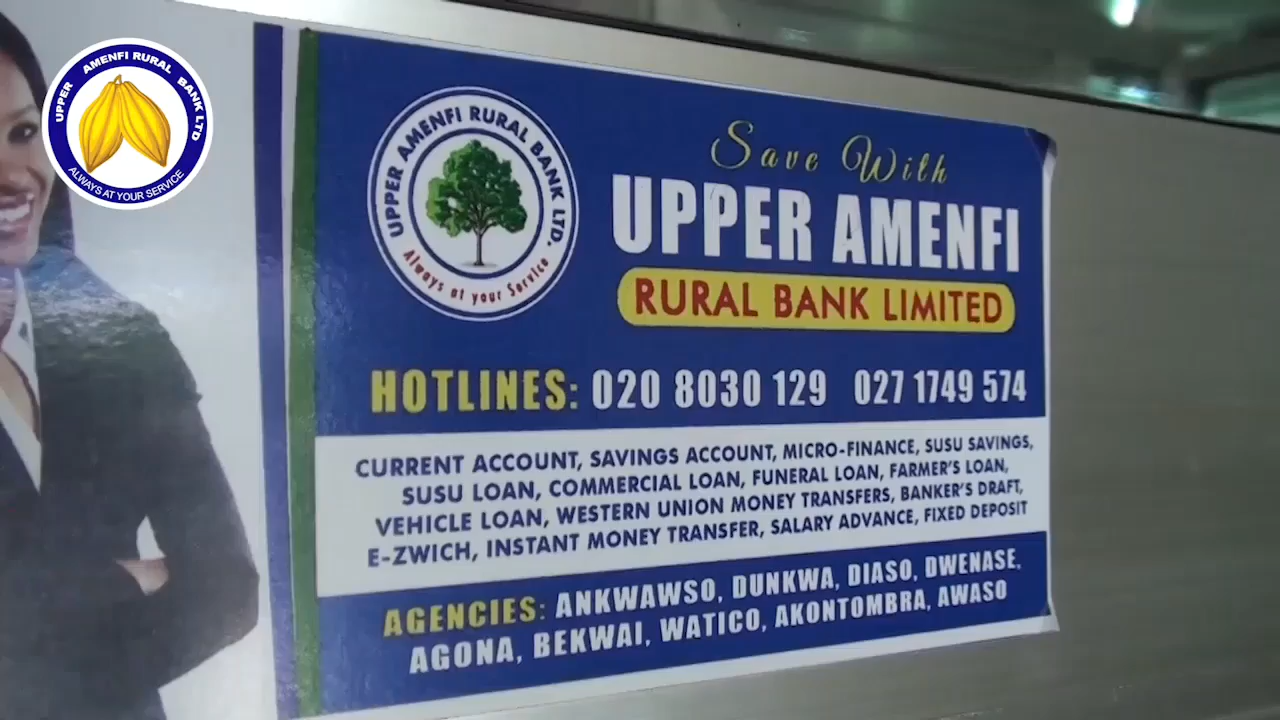 UPPER AMENFI RURAL BANK LTD
ALWAYS AT YOUR SERVICE
UPPER AMENFI RURAL BANK LTD.
Always at your Service
Save With
UPPER AMENFI
RURAL BANK LIMITED
HOTLINES: 020 8030 129 027 1749 574
CURRENT ACCOUNT, SAVINGS ACCOUNT, MICRO-FINANCE, SUSU SAVINGS,
SUSU LOAN, COMMERCIAL LOAN, FUNERAL LOAN, FARMER'S LOAN,
VEHICLE LOAN, WESTERN UNION MONEY TRANSFERS, BANKER'S DRAFT,
E-ZWICH, INSTANT MONEY TRANSFER, SALARY ADVANCE, FIXED DEPOSIT
AGENCIES: ANKWAWSO, DUNKWA, DIASO, DWENASE,
AGONA, BEKWAI, WATICO, AKONTOMBRA, AWASO